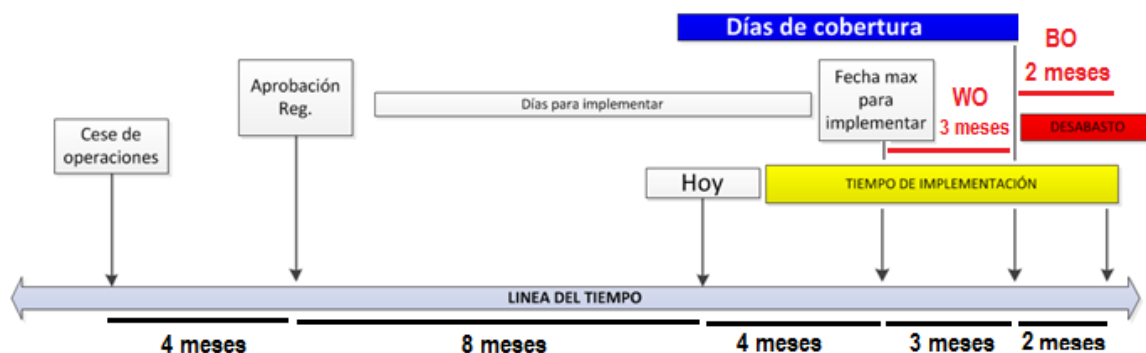 Días de cobertura
BO
2 meses
Aprobación
Reg.
Días para implementar
Fecha max
para
implementar
WO
3 meses
DESABASTO
Cese de
operaciones
Hoy
TIEMPO DE IMPLEMENTACIÓN
LINEA DEL TIEMPO
4 meses
8 meses
4 meses
3 meses
2 meses